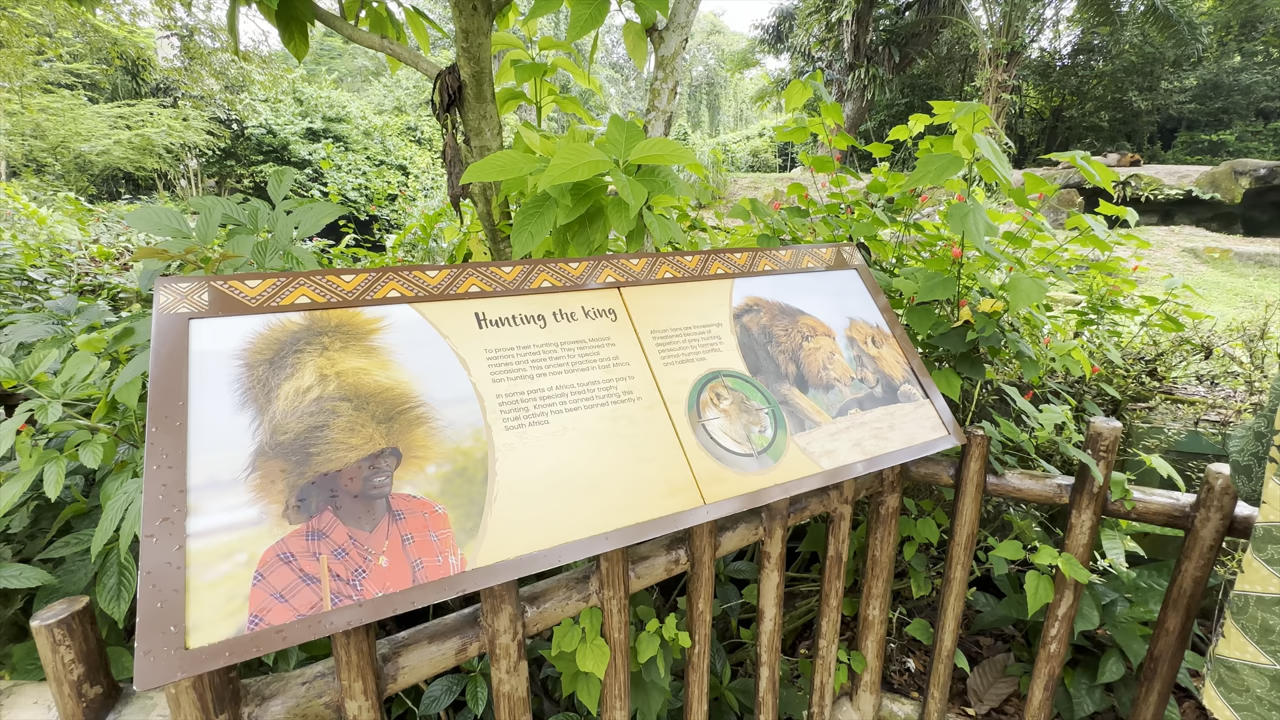 Hunting the king
To prove their hunting prowess, Maasai
warriors hunted lions. They removed the
manes and wore them for special
occasions. This ancient practice and all
lion hunting are now banned in East Africa.
In some parts of Africa, tourists can pay to
shoot lions specially bred for trophy
hunting. Known as canned hunting, this
cruel activity has been banned recently in
South Africa.
African lions are increasingly
threatened because of
depletion of prey, hunting,
persecution by farmers in
animal-human conflict,
and habitat loss.